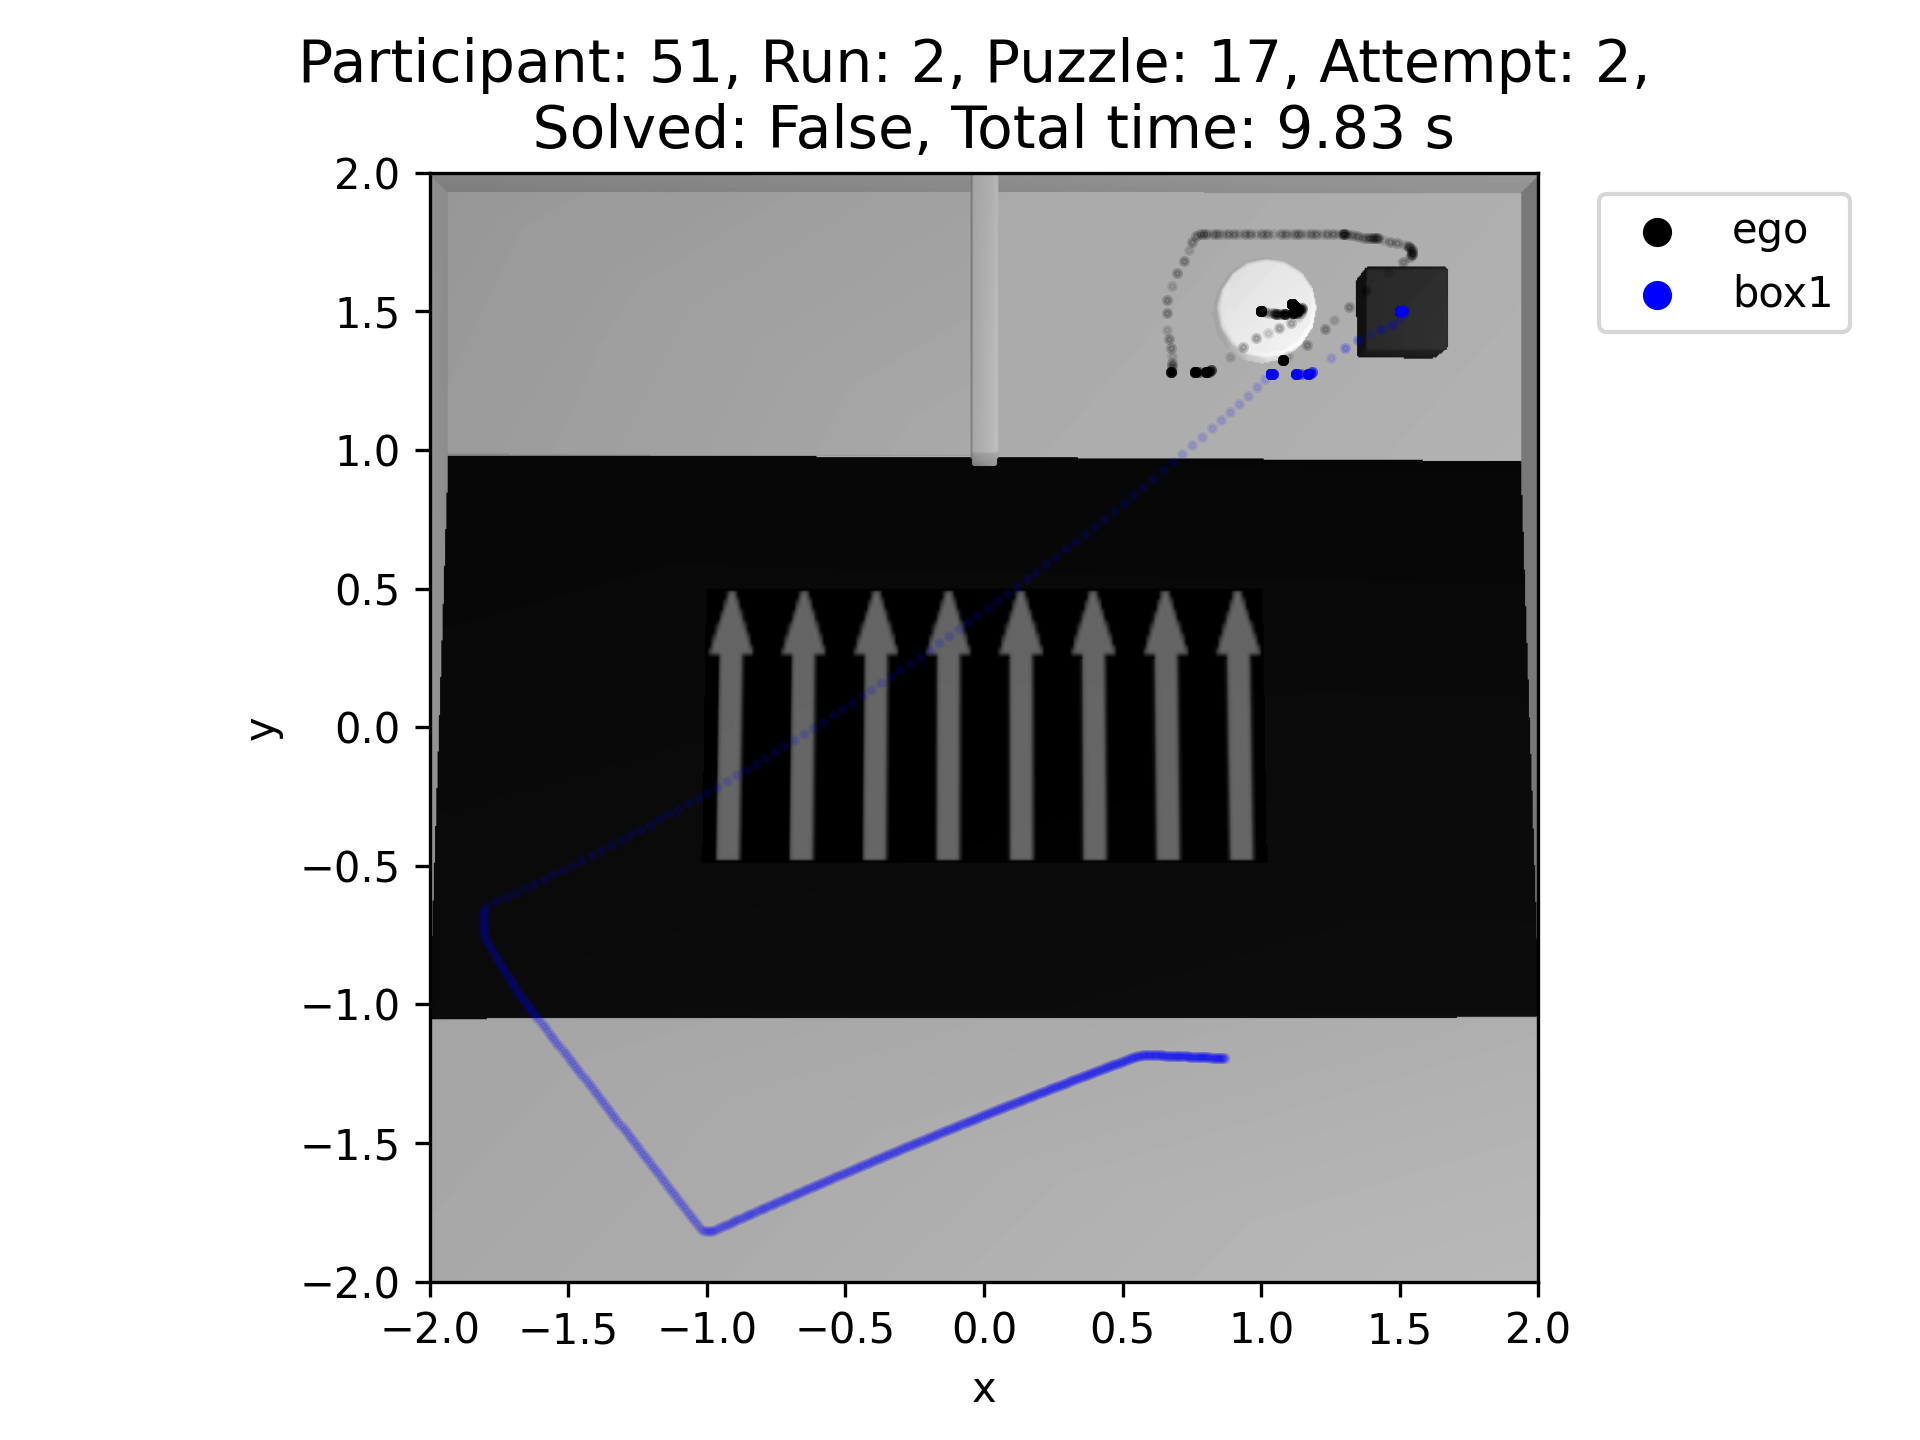 Participant: 51, Run: 2, Puzzle: 17, Attempt: 2,
Solved: False, Total time: 9.83 s
ego
box1
2.0
1.5
1.0
0.5
0.0
−0.5
−1.0
−1.5
−2.0
y
−2.0 −1.5 −1.0 −0.5 0.0 0.5 1.0 1.5 2.0
x